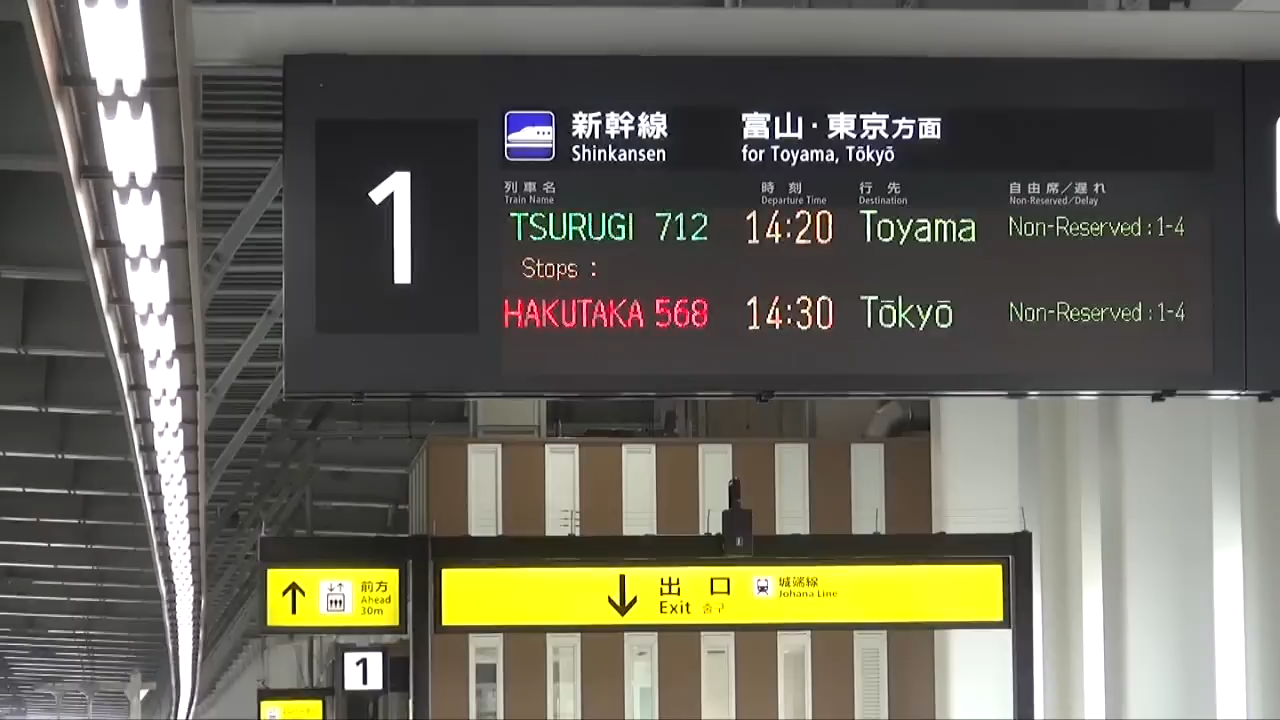 1
新幹線 富山・東京方面
Shinkansen for Toyama, Tōkyō
列車名 時刻 行先 自由席/遅れ
Train Name Departure Time Destination Non-Reserved/Delay
TSURUGI 712 14:20 Toyama Non-Reserved:1-4
Stops :
HAKUTAKA 568 14:30 Tōkyō Non-Reserved:1-4
↑ 前方
Ahead
30m
↓ 出口 城端線
Exit 출구 Johana Line
1